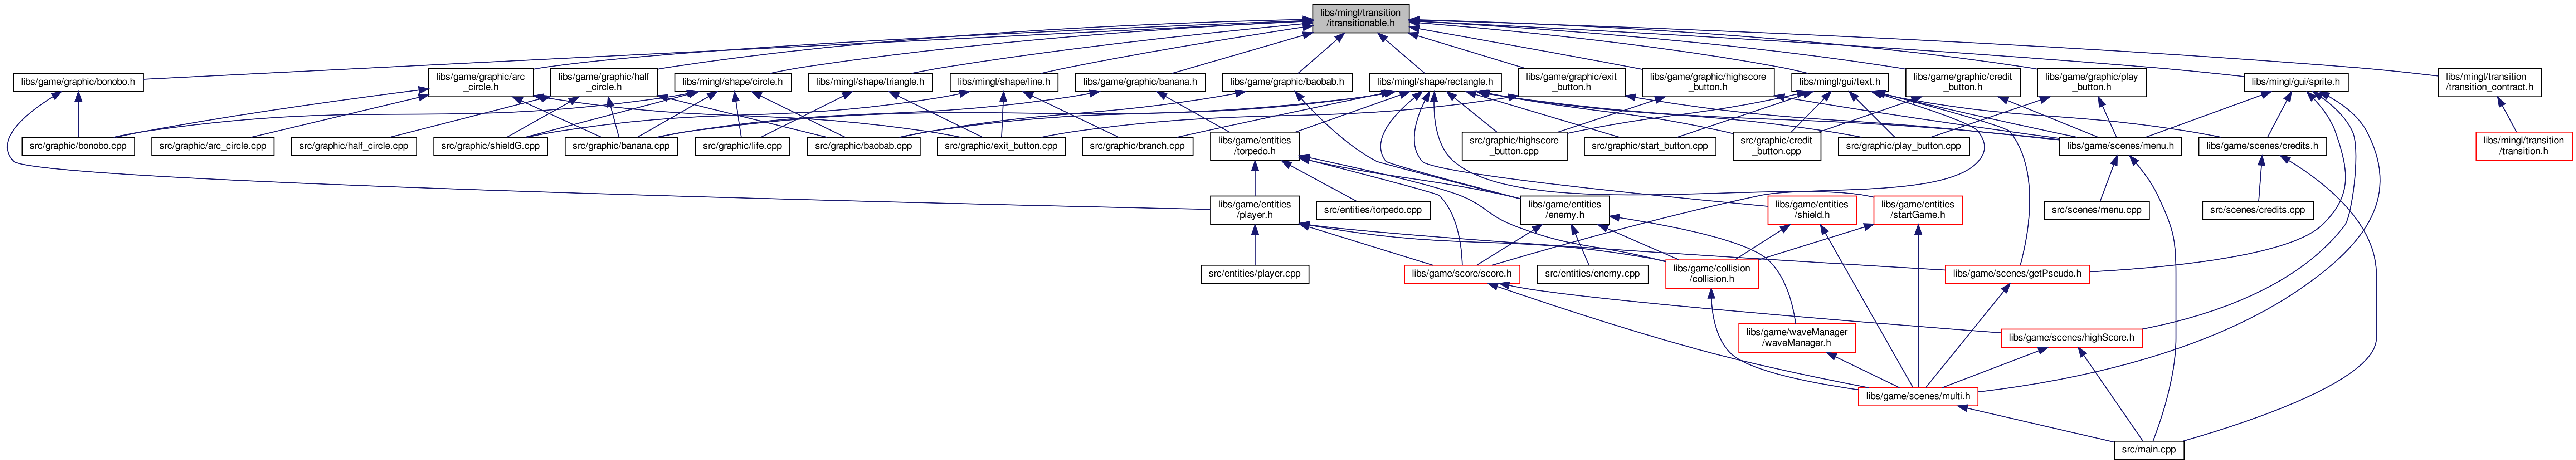 libs/mingl/transition
/itransitionable.h
libs/game/graphic/bonobo.h
libs/game/graphic/arc
_circle.h
libs/game/graphic/half
_circle.h
libs/mingl/shape/circle.h
libs/mingl/shape/triangle.h
libs/mingl/shape/line.h
libs/game/graphic/banana.h
libs/game/graphic/baobab.h
libs/mingl/shape/rectangle.h
libs/game/graphic/exit
_button.h
libs/game/graphic/highscore
_button.h
libs/mingl/gui/text.h
libs/game/graphic/credit
_button.h
libs/game/graphic/play
_button.h
libs/mingl/gui/sprite.h
libs/mingl/transition
/transition_contract.h
src/graphic/bonobo.cpp
src/graphic/arc_circle.cpp
src/graphic/half_circle.cpp
src/graphic/shieldG.cpp
src/graphic/banana.cpp
src/graphic/life.cpp
src/graphic/baobab.cpp
src/graphic/exit_button.cpp
src/graphic/branch.cpp
libs/game/entities
/torpedo.h
src/graphic/highscore
_button.cpp
src/graphic/start_button.cpp
src/graphic/credit
_button.cpp
src/graphic/play_button.cpp
libs/game/scenes/menu.h
libs/game/scenes/credits.h
libs/mingl/transition
/transition.h
libs/game/entities
/player.h
src/entities/torpedo.cpp
libs/game/entities
/enemy.h
libs/game/entities
/shield.h
libs/game/entities
/startGame.h
src/scenes/menu.cpp
src/scenes/credits.cpp
src/entities/player.cpp
libs/game/score/score.h
src/entities/enemy.cpp
libs/game/collision
/collision.h
libs/game/scenes/getPseudo.h
libs/game/waveManager
/waveManager.h
libs/game/scenes/highScore.h
libs/game/scenes/multi.h
src/main.cpp